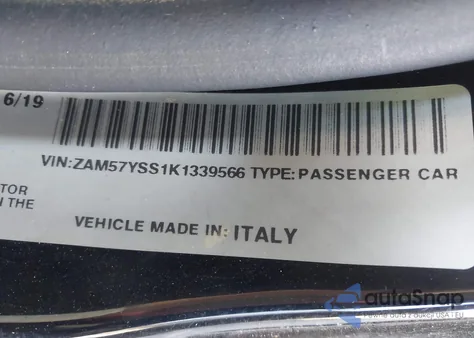 6/19
VIN:ZAM57YSS1K1339566 TYPE:PASSENGER CAR
TOR
THE
VEHICLE MADE IN: ITALY
autoSnap